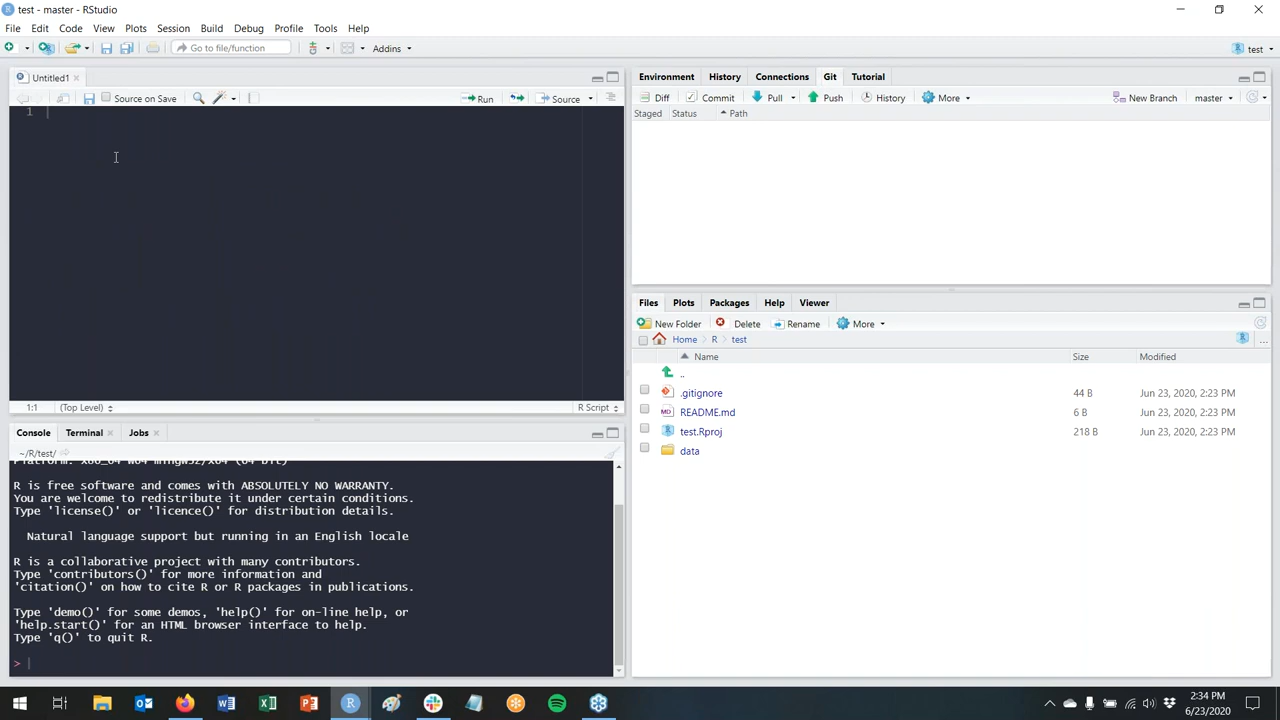 test - master - RStudio
File Edit Code View Plots Session Build Debug Profile Tools Help
Go to file/function Addins test
Untitled1
Source on Save Run Source
1
1:1 (Top Level) R Script
Console Terminal Jobs
~/R/test/
Platform: x86_64-w64-mingw32/x64 (64-bit)
R is free software and comes with ABSOLUTELY NO WARRANTY.
You are welcome to redistribute it under certain conditions.
Type 'license()' or 'licence()' for distribution details.
Natural language support but running in an English locale
R is a collaborative project with many contributors.
Type 'contributors()' for more information and
'citation()' on how to cite R or R packages in publications.
Type 'demo()' for some demos, 'help()' for on-line help, or
'help.start()' for an HTML browser interface to help.
Type 'q()' to quit R.
>
Environment History Connections Git Tutorial
Diff Commit Pull Push History More New Branch master
Staged Status Path
Files Plots Packages Help Viewer
New Folder Delete Rename More
Home R test ...
Name Size Modified
..
.gitignore 44 B Jun 23, 2020, 2:23 PM
README.md 6 B Jun 23, 2020, 2:23 PM
test.Rproj 218 B Jun 23, 2020, 2:23 PM
data
2:34 PM
6/23/2020